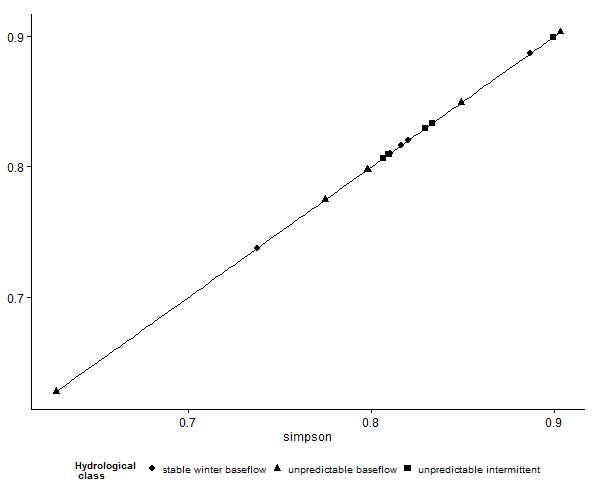 0.9
0.8
0.7
0.7 0.8 0.9
simpson
Hydrological
class
stable winter baseflow unpredictable baseflow unpredictable intermittent